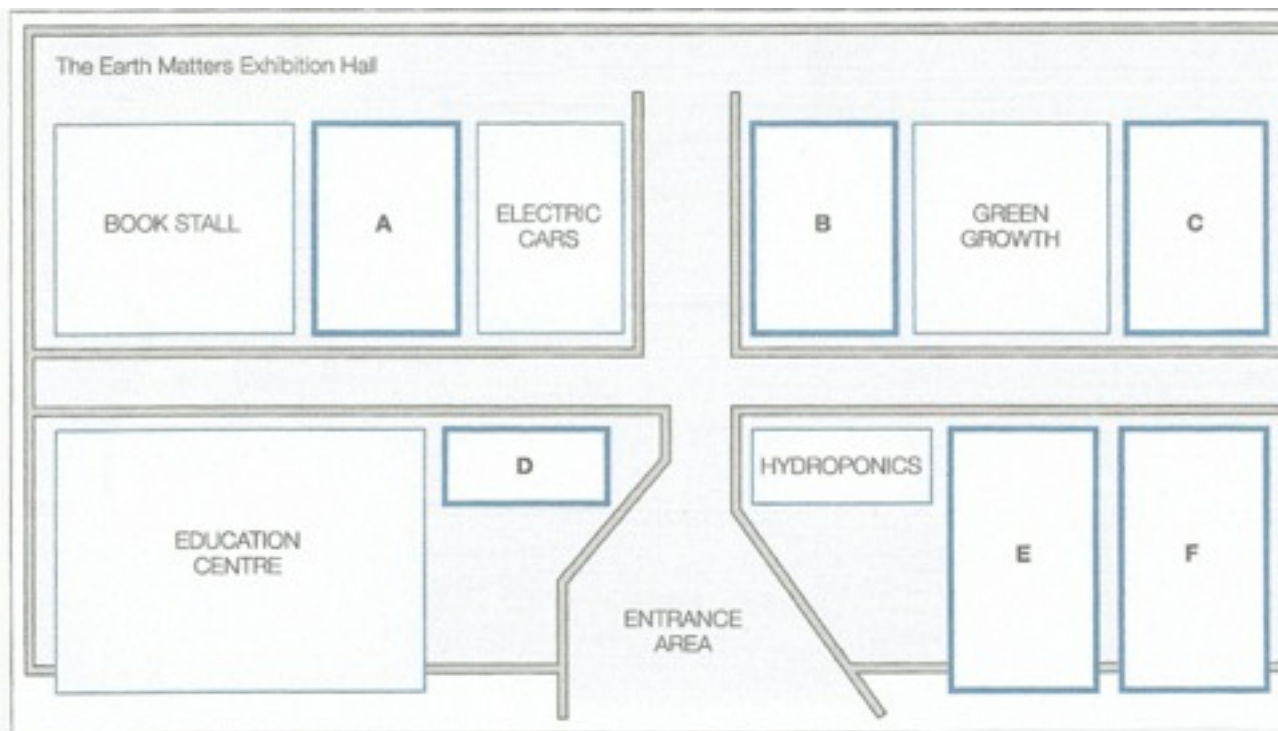 The Earth Matters Exhibition Hall
BOOK STALL
A
ELECTRIC
CARS
B
GREEN
GROWTH
C
D
HYDROPONICS
EDUCATION
CENTRE
E
F
ENTRANCE
AREA